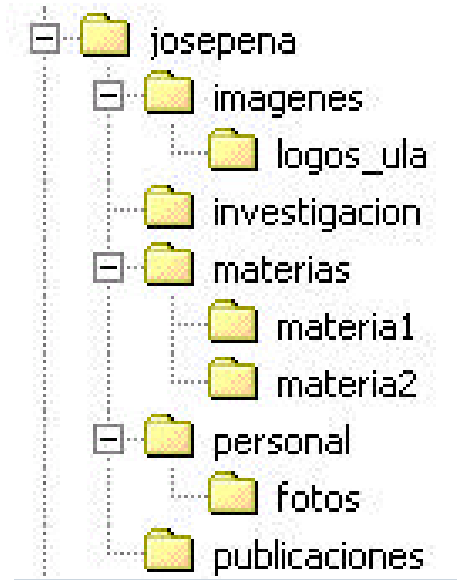 josepena
imagenes
logos_ula
investigacion
materias
materia1
materia2
personal
fotos
publicaciones